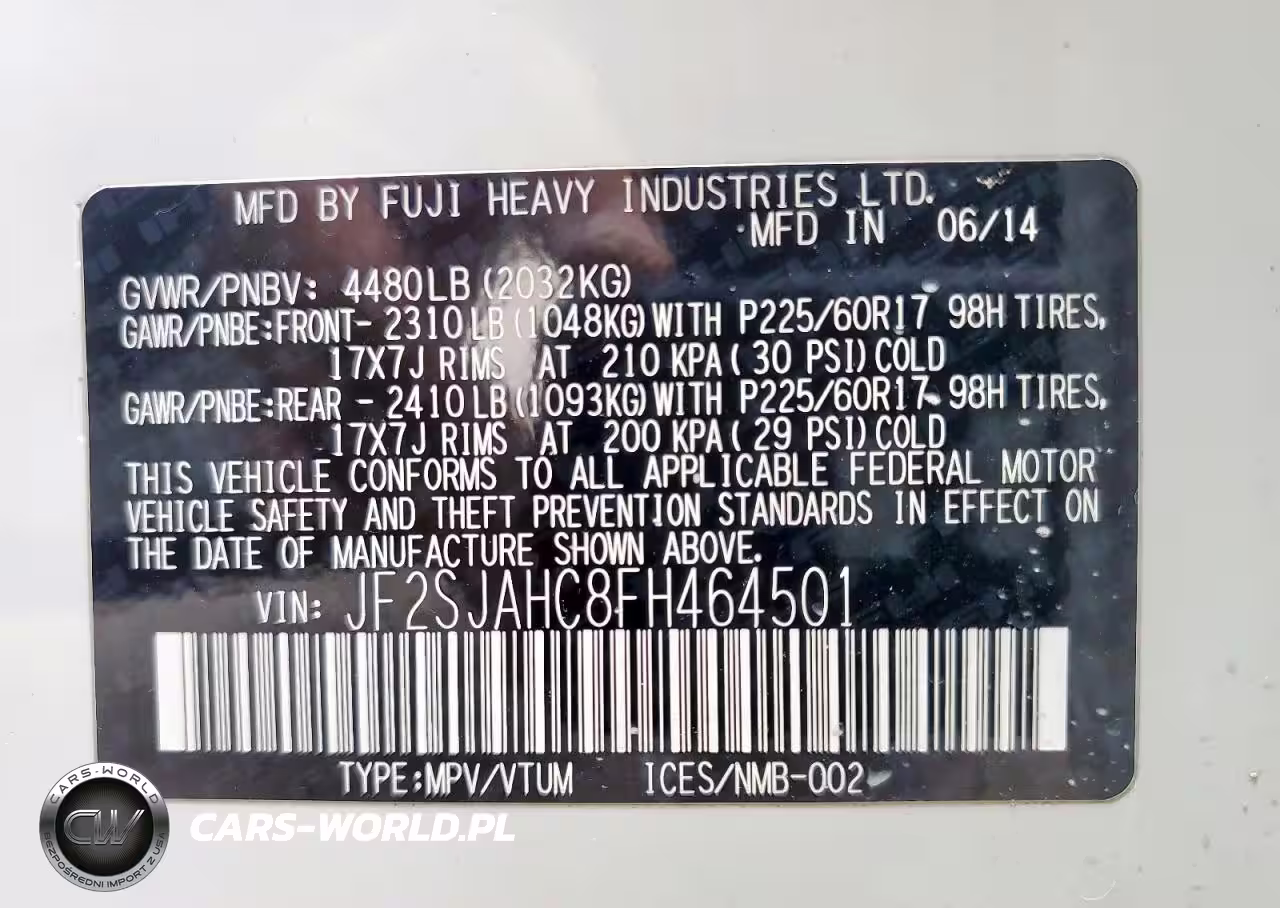 MFD BY FUJI HEAVY INDUSTRIES LTD.
MFD IN 06/14
GVWR/PNBV: 4480LB (2032KG)
GAWR/PNBE:FRONT- 2310LB (1048KG) WITH P225/60R17 98H TIRES,
17X7J RIMS AT 210 KPA ( 30 PSI) COLD
GAWR/PNBE:REAR - 2410LB (1093KG) WITH P225/60R17 98H TIRES,
17X7J RIMS AT 200 KPA ( 29 PSI) COLD
THIS VEHICLE CONFORMS TO ALL APPLICABLE FEDERAL MOTOR
VEHICLE SAFETY AND THEFT PREVENTION STANDARDS IN EFFECT ON
THE DATE OF MANUFACTURE SHOWN ABOVE.
VIN: JF2SJAHC8FH464501
TYPE:MPV/VTUM ICES/NMB-002
CARS-WORLD
CW
BEZPOŚREDNI IMPORT Z USA
CARS-WORLD.PL